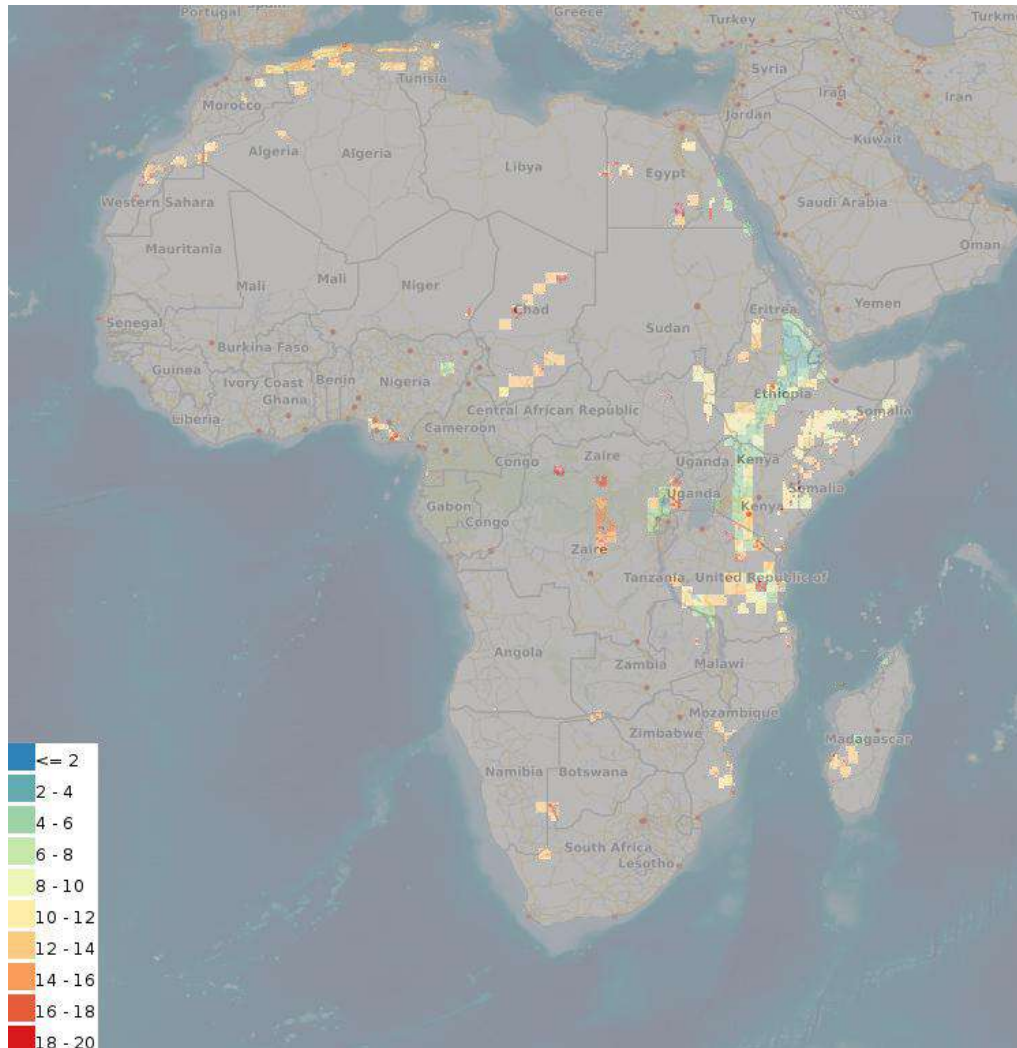 Portugal
Greece
Turkey
Turkm
Tunisia
Syria
Morocco
Iraq
Iran
Jordan
Kuwait
Algeria
Algeria
Libya
Egypt
Western Sahara
Saudi Arabia
Mauritania
Oman
Mali
Mali
Niger
Chad
Eritrea
Yemen
Senegal
Sudan
Burkina Faso
Guinea
Ivory Coast
Benin
Nigeria
Ghana
Ethiopia
Somalia
Liberia
Central African Republic
Cameroon
Congo
Zaire
Uganda
Kenya
Uganda
Somalia
Gabon
Kenya
Congo
Zaire
Tanzania, United Republic of
Angola
Zambia
Malawi
Mozambique
Zimbabwe
Madagascar
Namibia
Botswana
South Africa
Lesotho
<= 2
2 - 4
4 - 6
6 - 8
8 - 10
10 - 12
12 - 14
14 - 16
16 - 18
18 - 20